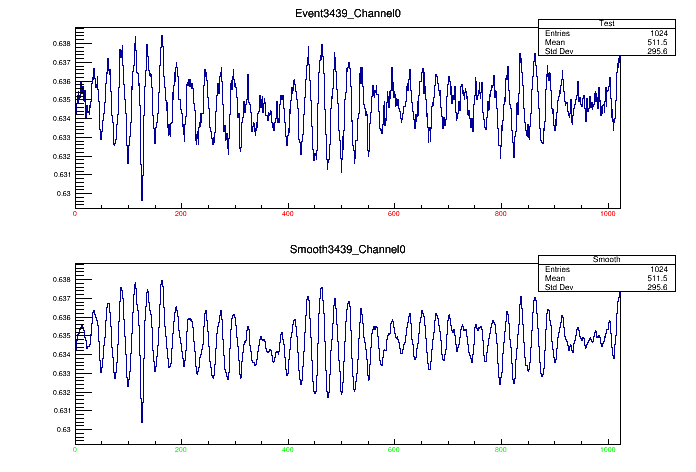 Event3439_Channel0
Test
Entries 1024
Mean 511.5
Std Dev 295.6
0.638
0.637
0.636
0.635
0.634
0.633
0.632
0.631
0.63
0 200 400 600 800 1000
Smooth3439_Channel0
Smooth
Entries 1024
Mean 511.5
Std Dev 295.6
0.638
0.637
0.636
0.635
0.634
0.633
0.632
0.631
0.63
0 200 400 600 800 1000